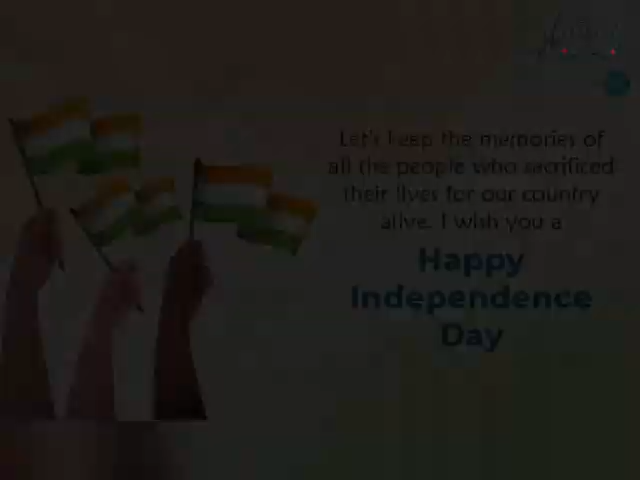 Let's keep the memories of
all the people who sacrificed
their lives for our country
alive. I wish you a
Happy
Independence
Day